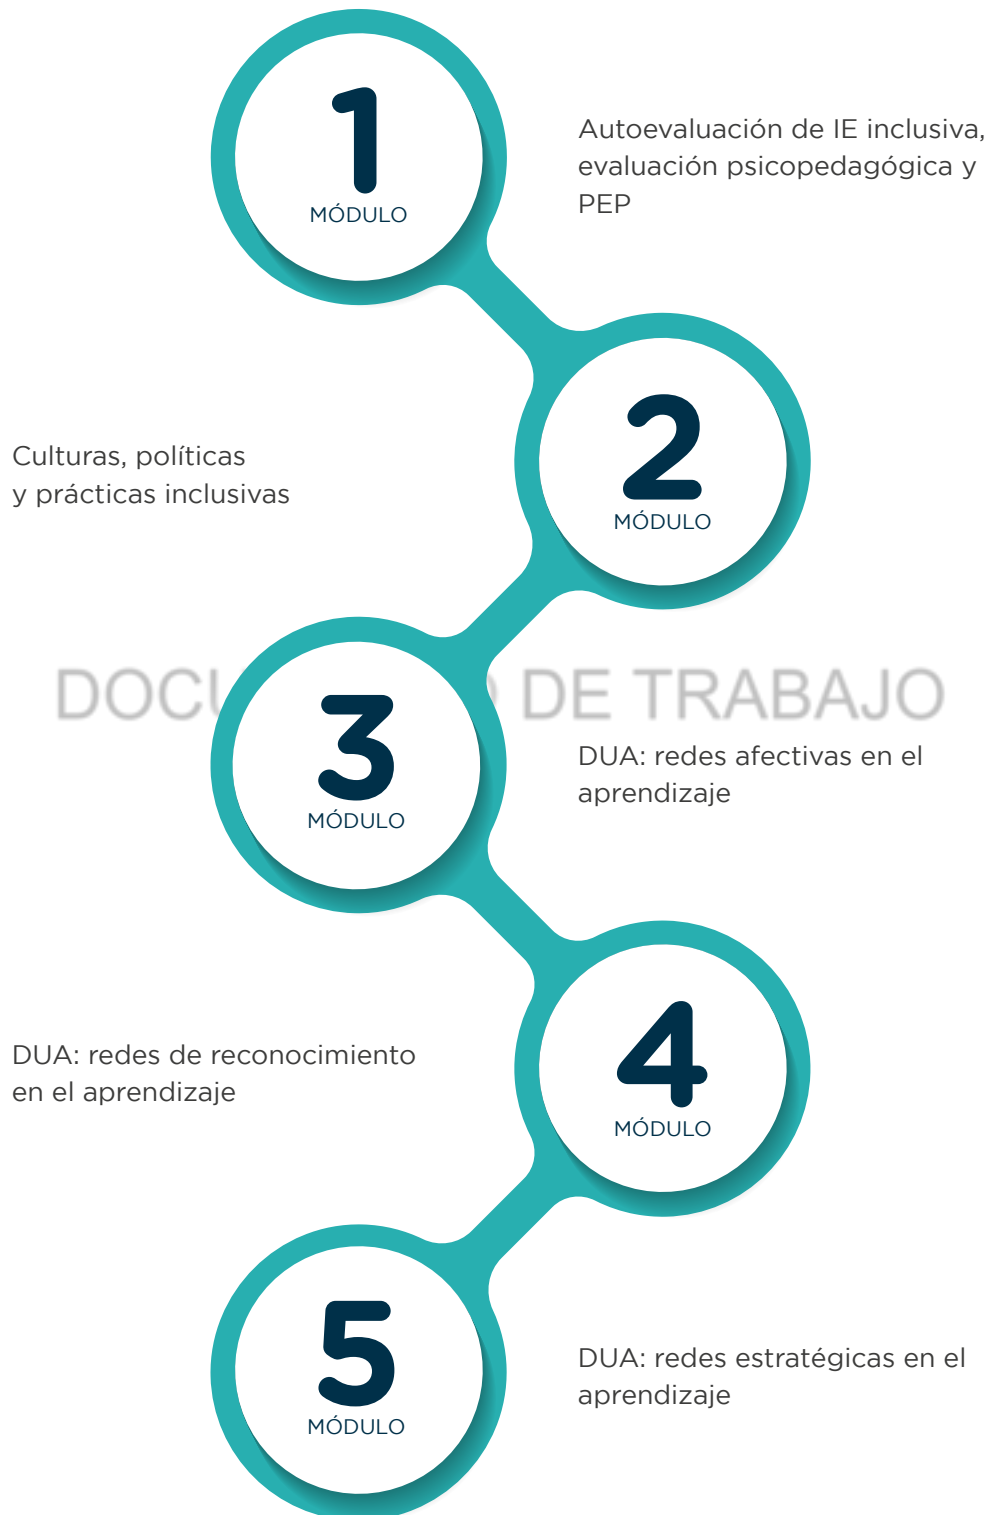 1
MÓDULO
Autoevaluación de IE inclusiva,
evaluación psicopedagógica y
PEP
2
MÓDULO
Culturas, políticas
y prácticas inclusivas
DE TRABAJO
3
MÓDULO
DUA: redes afectivas en el
aprendizaje
4
MÓDULO
DUA: redes de reconocimiento
en el aprendizaje
5
MÓDULO
DUA: redes estratégicas en el
aprendizaje